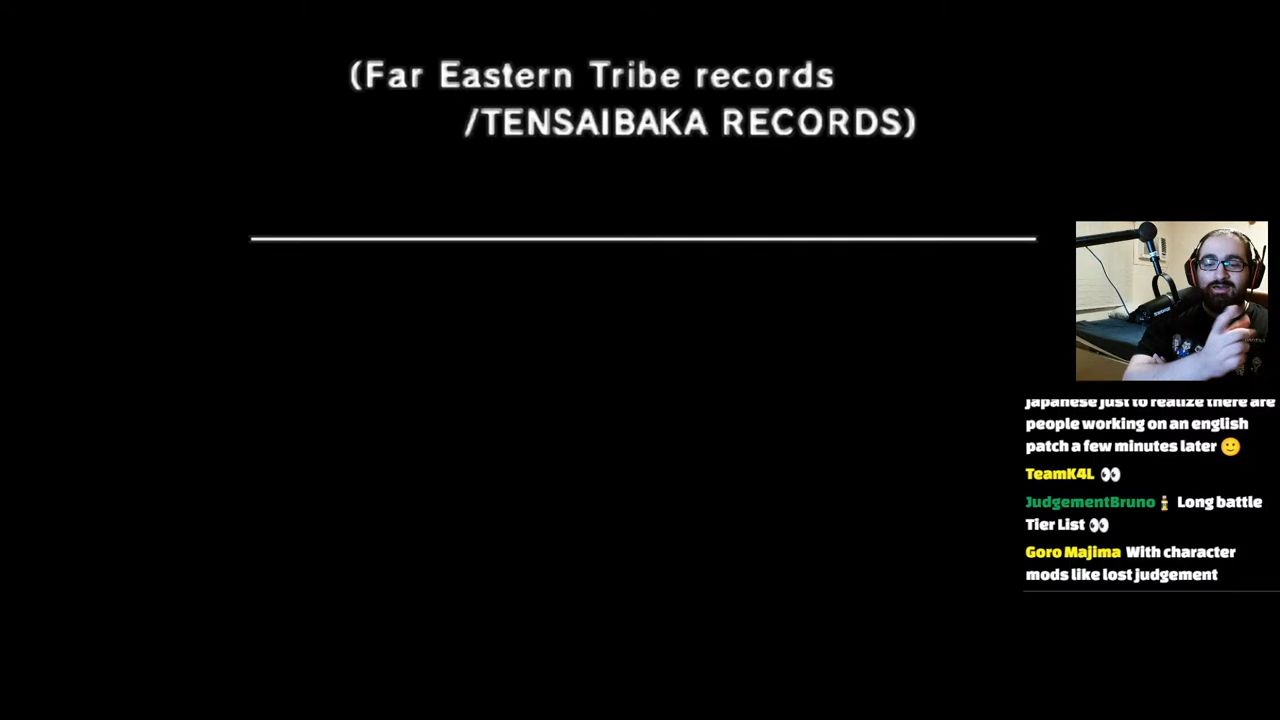 (Far Eastern Tribe records
/TENSAIBAKA RECORDS)
japanese just to realize there are
people working on an english
patch a few minutes later 🙂
TeamK4L 👀
JudgementBruno Long battle
Tier List 👀
Goro Majima With character
mods like lost judgement